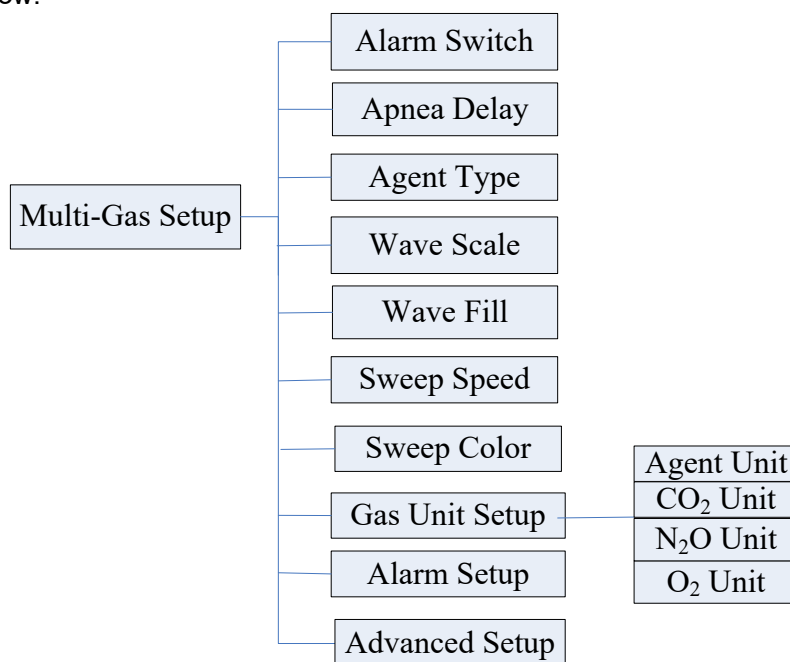 Alarm Switch
Apnea Delay
Agent Type
Multi-Gas Setup
Wave Scale
Wave Fill
Sweep Speed
Sweep Color
Gas Unit Setup
Agent Unit
CO₂ Unit
N₂O Unit
O₂ Unit
Alarm Setup
Advanced Setup